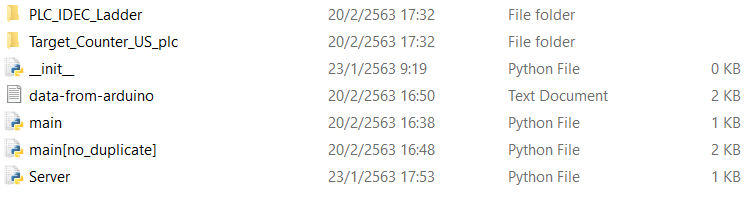 PLC_IDEC_Ladder 20/2/2563 17:32 File folder
Target_Counter_US_plc 20/2/2563 17:32 File folder
__init__ 23/1/2563 9:19 Python File 0 KB
data-from-arduino 20/2/2563 16:50 Text Document 2 KB
main 20/2/2563 16:38 Python File 1 KB
main[no_duplicate] 20/2/2563 16:48 Python File 2 KB
Server 23/1/2563 17:53 Python File 1 KB